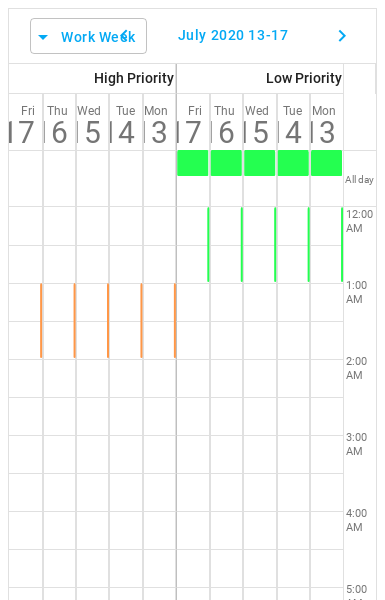 Work Week
July 2020 13-17
High Priority
Low Priority
Fri Thu Wed Tue Mon Fri Thu Wed Tue Mon
17 16 15 14 13 17 16 15 14 13
All day
12:00
AM
1:00
AM
2:00
AM
3:00
AM
4:00
AM
5:00